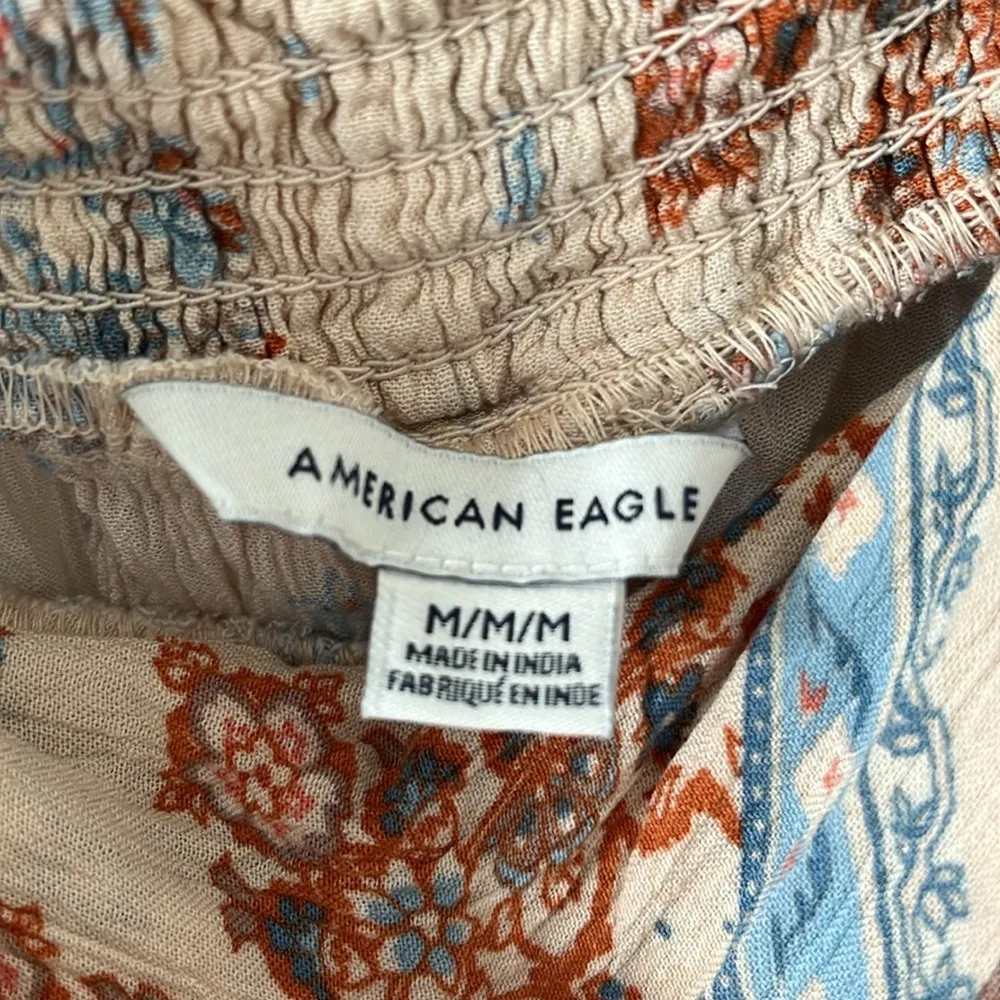 AMERICAN EAGLE
M/M/M
MADE IN INDIA
FABRIQUÉ EN INDE